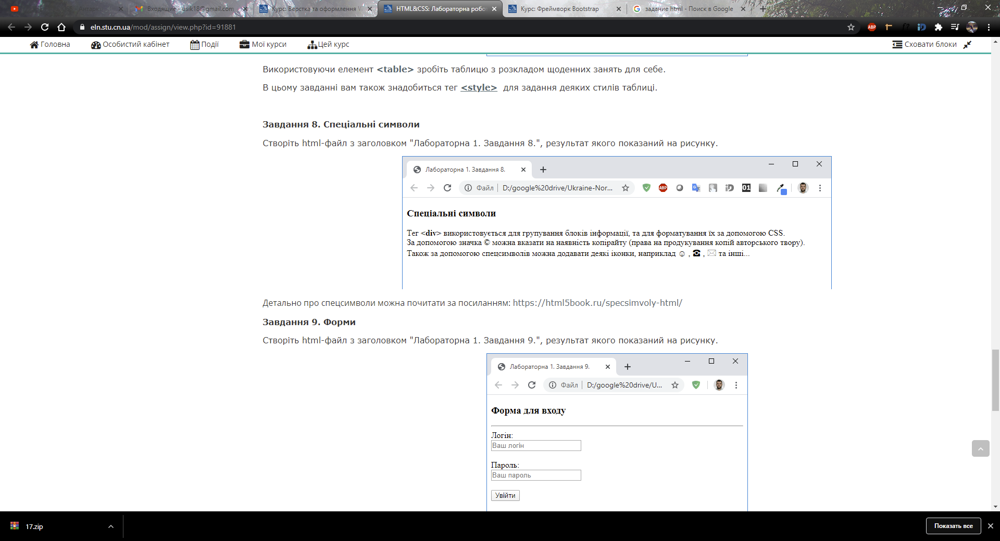 Входящие - usik18@gmail.com
Курс: Верстка та оформлення
HTML&CSS: Лабораторна робо
Курс: Фреймворк Bootstrap
задание html - Поиск в Google
eln.stu.cn.ua/mod/assign/view.php?id=91881
ABP
Головна
Особистий кабінет
Події
Мої курси
Цей курс
Сховати блоки
Використовуючи елемент <table> зробіть таблицю з розкладом щоденних занять для себе.
В цьому завданні вам також знадобиться тег <style> для задання деяких стилів таблиці.
Завдання 8. Спеціальні символи
Створіть html-файл з заголовком "Лабораторна 1. Завдання 8.", результат якого показаний на рисунку.
Лабораторна 1. Завдання 8.
Файл
D:/google%20drive/Ukraine-Nor...
ABP
01
Спеціальні символи
Тег <div> використовується для групування блоків інформації, та для форматування їх за допомогою CSS.
За допомогою значка © можна вказати на наявність копірайту (права на продукування копій авторського твору).
Також за допомогою спецсимволів можна додавати деякі іконки, наприклад ☺ , ☎ , ✉ та інші...
Детально про спецсимволи можна почитати за посиланням: https://html5book.ru/specsimvoly-html/
Завдання 9. Форми
Створіть html-файл з заголовком "Лабораторна 1. Завдання 9.", результат якого показаний на рисунку.
Лабораторна 1. Завдання 9.
Файл
D:/google%20drive/U...
Форма для входу
Логін:
Ваш логін
Пароль:
Ваш пароль
Увійти
17.zip
Показать все